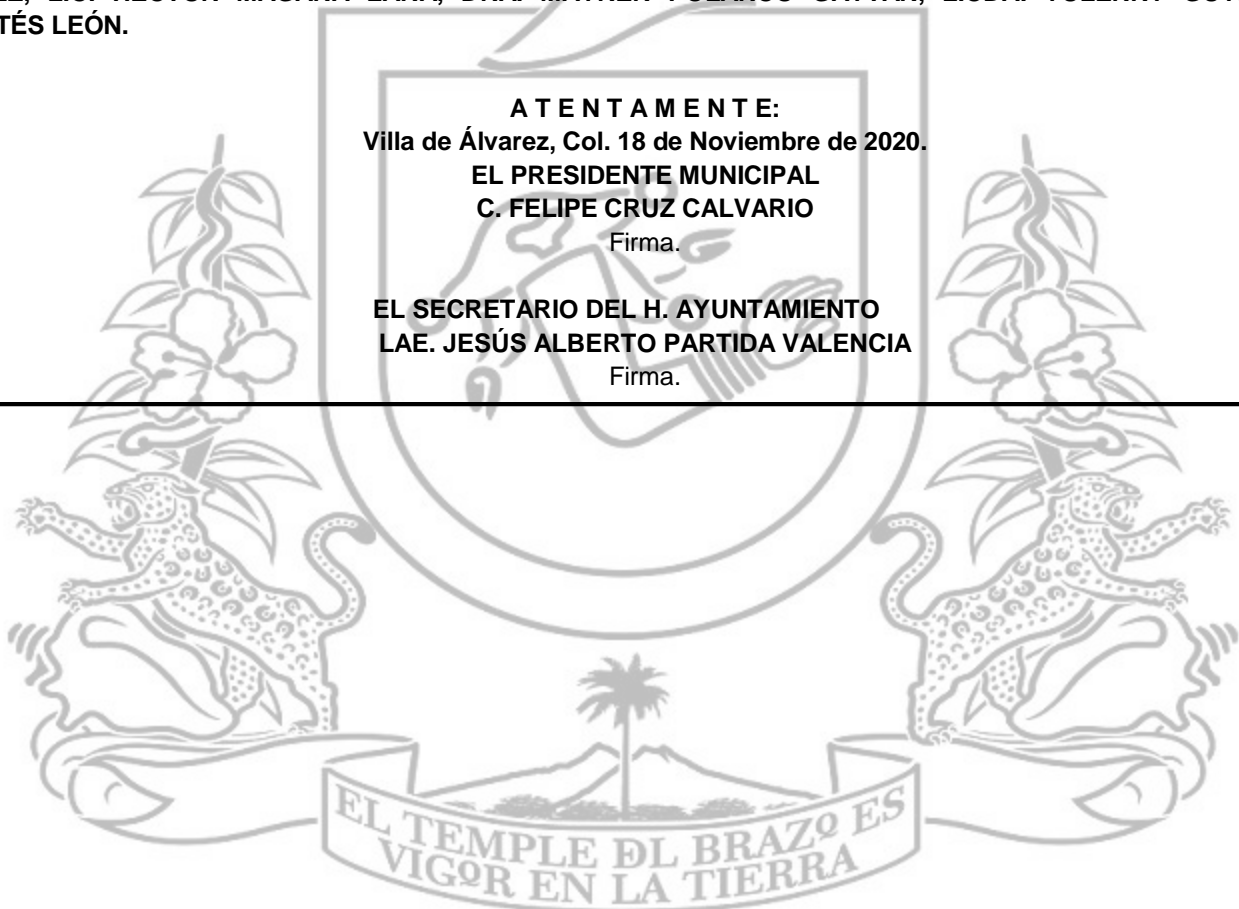 TÉS LEÓN.
A T E N T A M E N T E:
Villa de Álvarez, Col. 18 de Noviembre de 2020.
EL PRESIDENTE MUNICIPAL
C. FELIPE CRUZ CALVARIO
Firma.
EL SECRETARIO DEL H. AYUNTAMIENTO
LAE. JESÚS ALBERTO PARTIDA VALENCIA
Firma.
EL TEMPLE DL BRAZO ES
VIGOR EN LA TIERRA